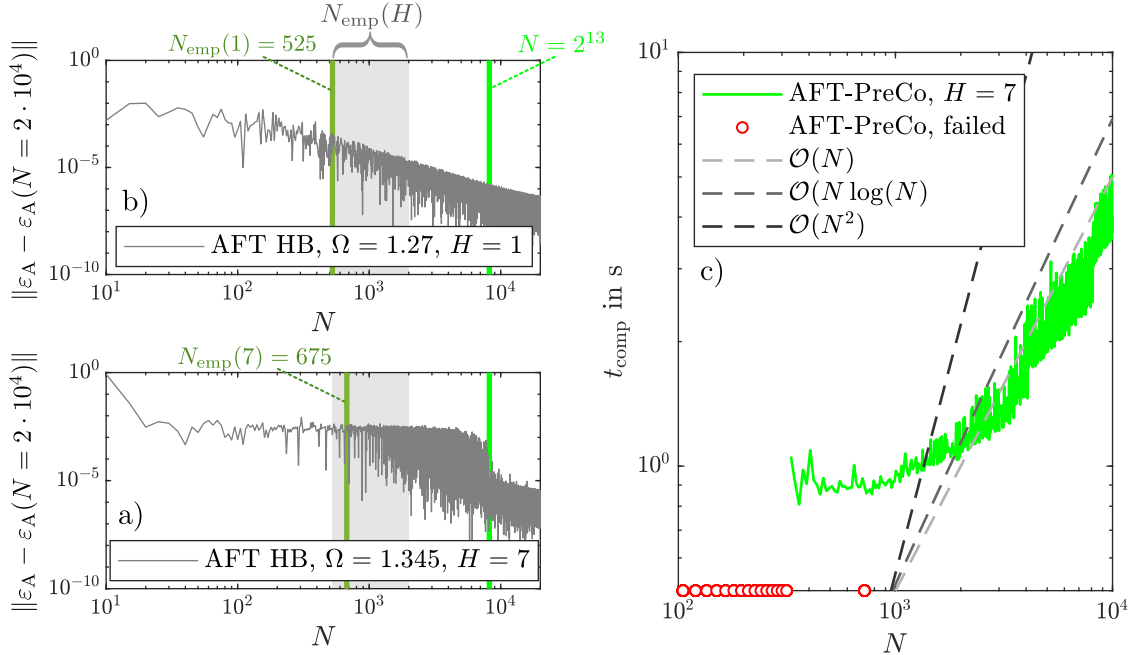 N_emp(H)
N_emp(1) = 525
N = 2^13
‖ε_A − ε_A(N = 2 · 10^4)‖
10^0
10^-5
10^-10
b)
AFT HB, Ω = 1.27, H = 1
10^1 10^2 10^3 10^4
N
N_emp(7) = 675
‖ε_A − ε_A(N = 2 · 10^4)‖
10^0
10^-5
10^-10
a)
AFT HB, Ω = 1.345, H = 7
10^1 10^2 10^3 10^4
N
t_comp in s
10^1
10^0
AFT-PreCo, H = 7
AFT-PreCo, failed
𝒪(N)
𝒪(N log(N)
𝒪(N^2)
c)
10^2 10^3 10^4
N